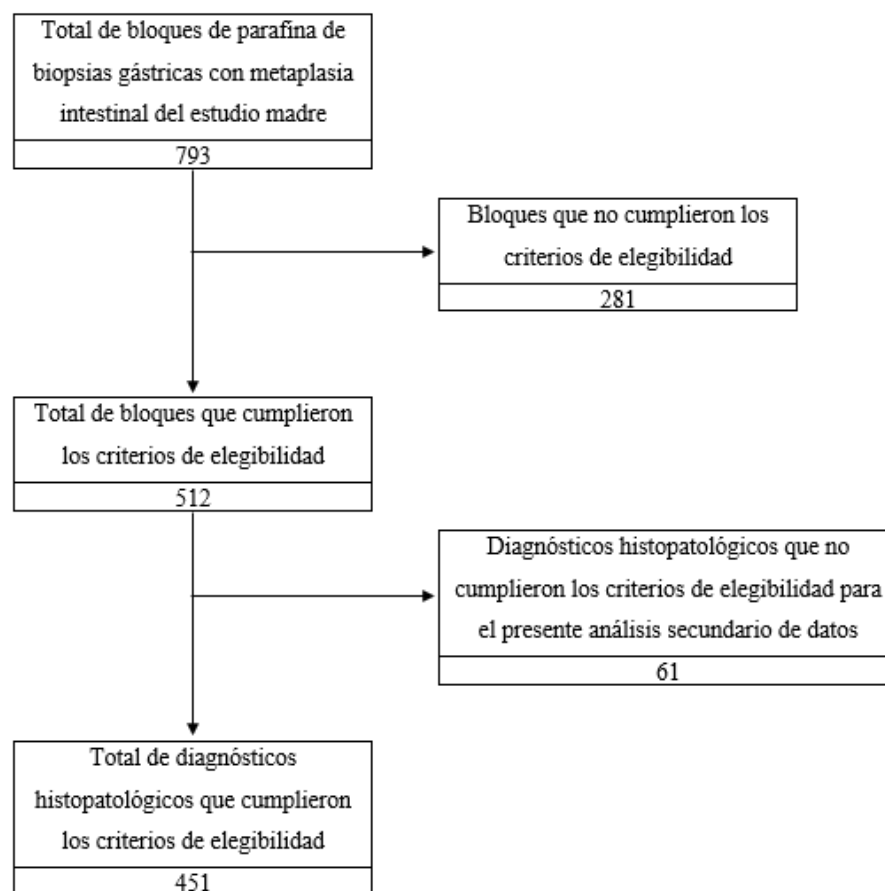 Total de bloques de parafina de
biopsias gástricas con metaplasia
intestinal del estudio madre
793
Bloques que no cumplieron los
criterios de elegibilidad
281
Total de bloques que cumplieron
los criterios de elegibilidad
512
Diagnósticos histopatológicos que no
cumplieron los criterios de elegibilidad para
el presente análisis secundario de datos
61
Total de diagnósticos
histopatológicos que cumplieron
los criterios de elegibilidad
451